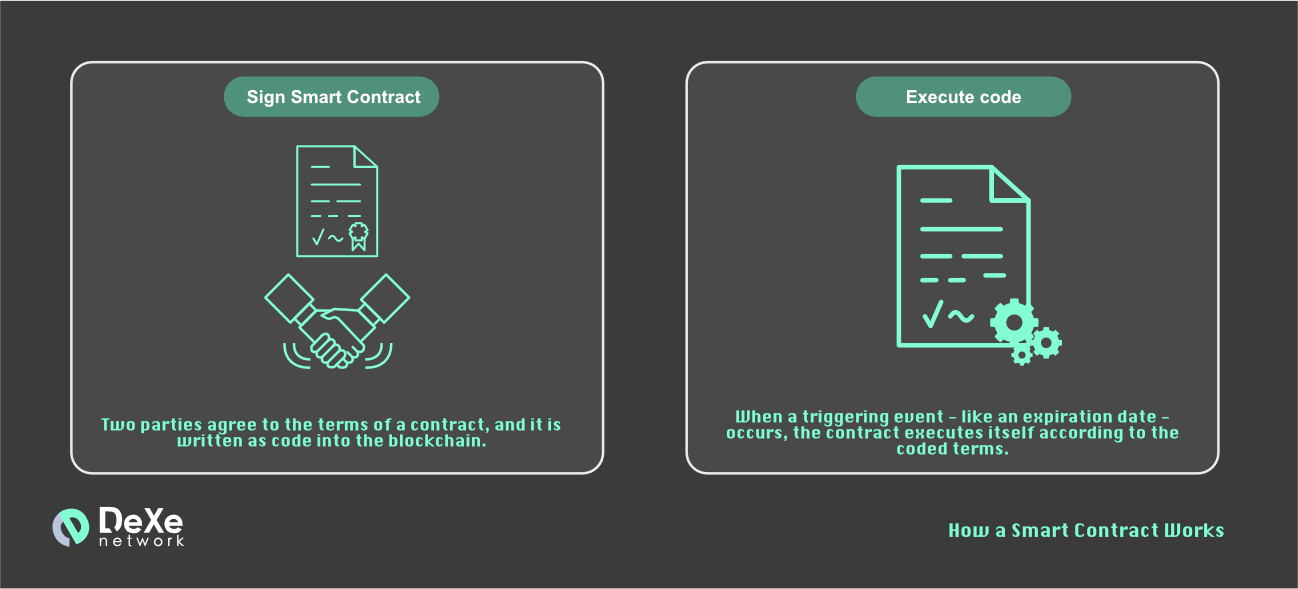 Sign Smart Contract
Two parties agree to the terms of a contract, and it is
written as code into the blockchain.
Execute code
When a triggering event - like an expiration date -
occurs, the contract executes itself according to the
coded terms.
DeXe
network
How a Smart Contract Works